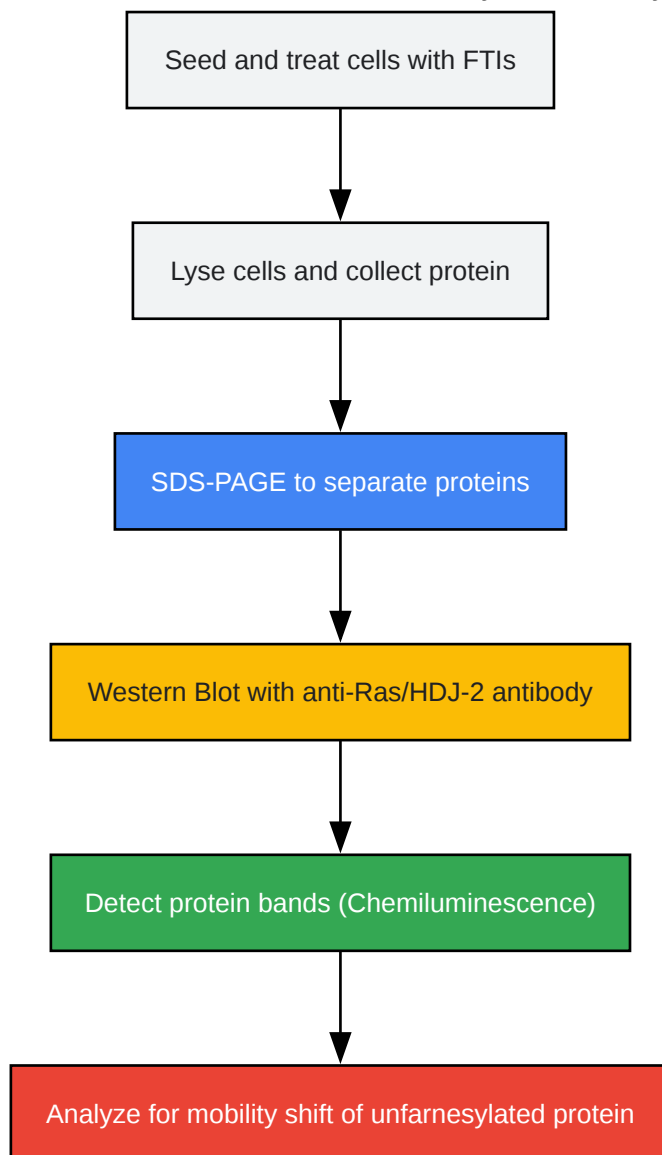 Seed and treat cells with FTIs
Lyse cells and collect protein
SDS-PAGE to separate proteins
Western Blot with anti-Ras/HDJ-2 antibody
Detect protein bands (Chemiluminescence)
Analyze for mobility shift of unfarnesylated protein